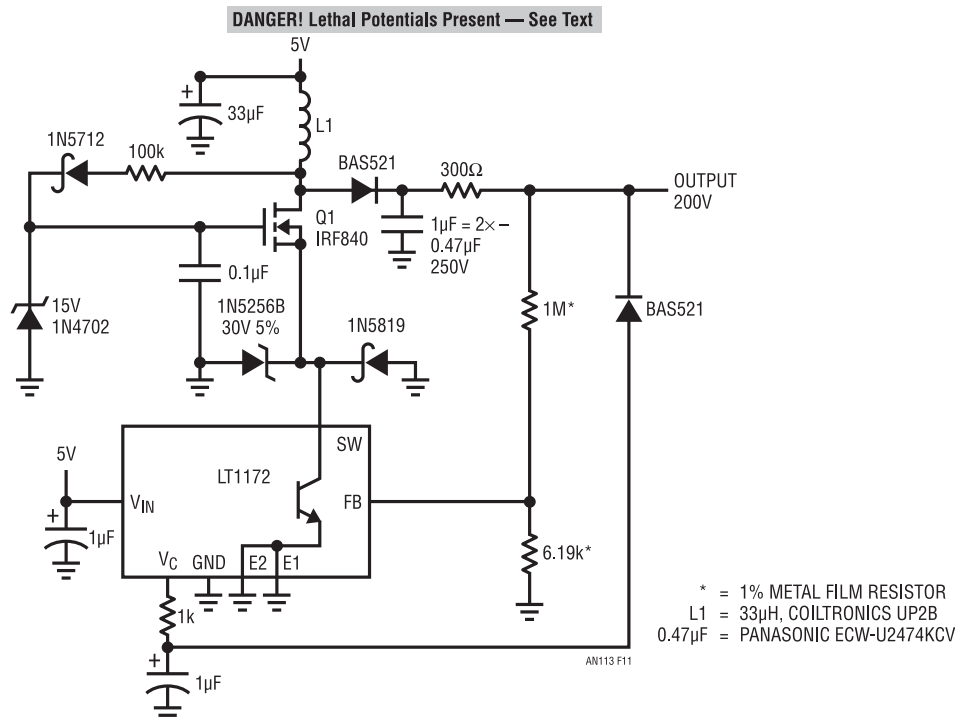 DANGER! Lethal Potentials Present — See Text
5V
+
33µF
L1
1N5712
100k
BAS521
300Ω
OUTPUT
200V
Q1
IRF840
1µF = 2× –
0.47µF
250V
0.1µF
15V
1N4702
1N5256B
30V 5%
1N5819
1M*
BAS521
5V
+
1µF
VIN
LT1172
SW
FB
VC
GND
E2
E1
6.19k*
1k
+
1µF
* = 1% METAL FILM RESISTOR
L1 = 33µH, COILTRONICS UP2B
0.47µF = PANASONIC ECW-U2474KCV
AN113 F11